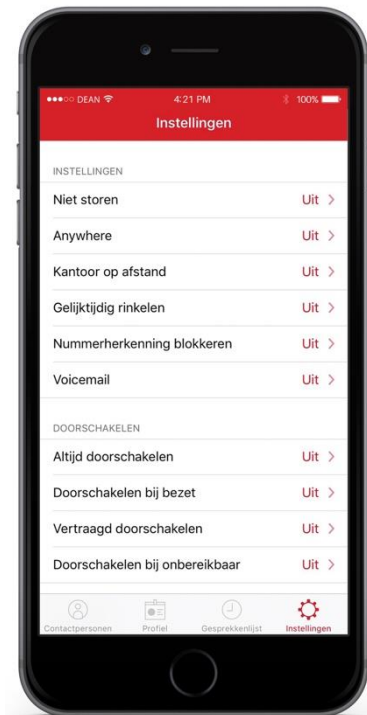 DEAN 4:21 PM 100%
Instellingen
INSTELLINGEN
Niet storen Uit
Anywhere Uit
Kantoor op afstand Uit
Gelijktijdig rinkelen Uit
Nummerherkenning blokkeren Uit
Voicemail Uit
DOORSCHAKELEN
Altijd doorschakelen Uit
Doorschakelen bij bezet Uit
Vertraagd doorschakelen Uit
Doorschakelen bij onbereikbaar Uit
Contactpersonen Profiel Gesprekkenlijst Instellingen